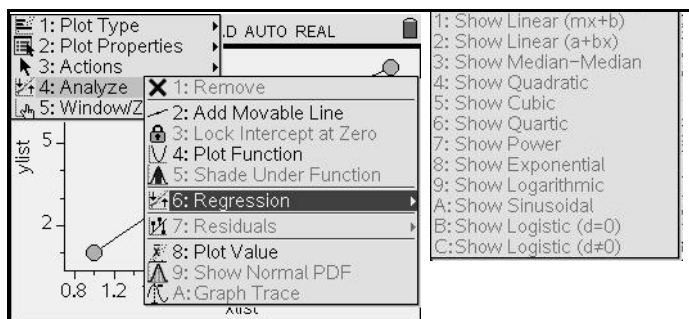 1: Plot Type
2: Plot Properties
3: Actions
4: Analyze
5: Window/Z
.D AUTO REAL
1: Remove
2: Add Movable Line
3: Lock Intercept at Zero
4: Plot Function
5: Shade Under Function
6: Regression
7: Residuals
8: Plot Value
9: Show Normal PDF
A: Graph Trace
ylist
5
2
0.8 1.2
xlist
1: Show Linear (mx+b)
2: Show Linear (a+bx)
3: Show Median-Median
4: Show Quadratic
5: Show Cubic
6: Show Quartic
7: Show Power
8: Show Exponential
9: Show Logarithmic
A: Show Sinusoidal
B: Show Logistic (d=0)
C: Show Logistic (d≠0)